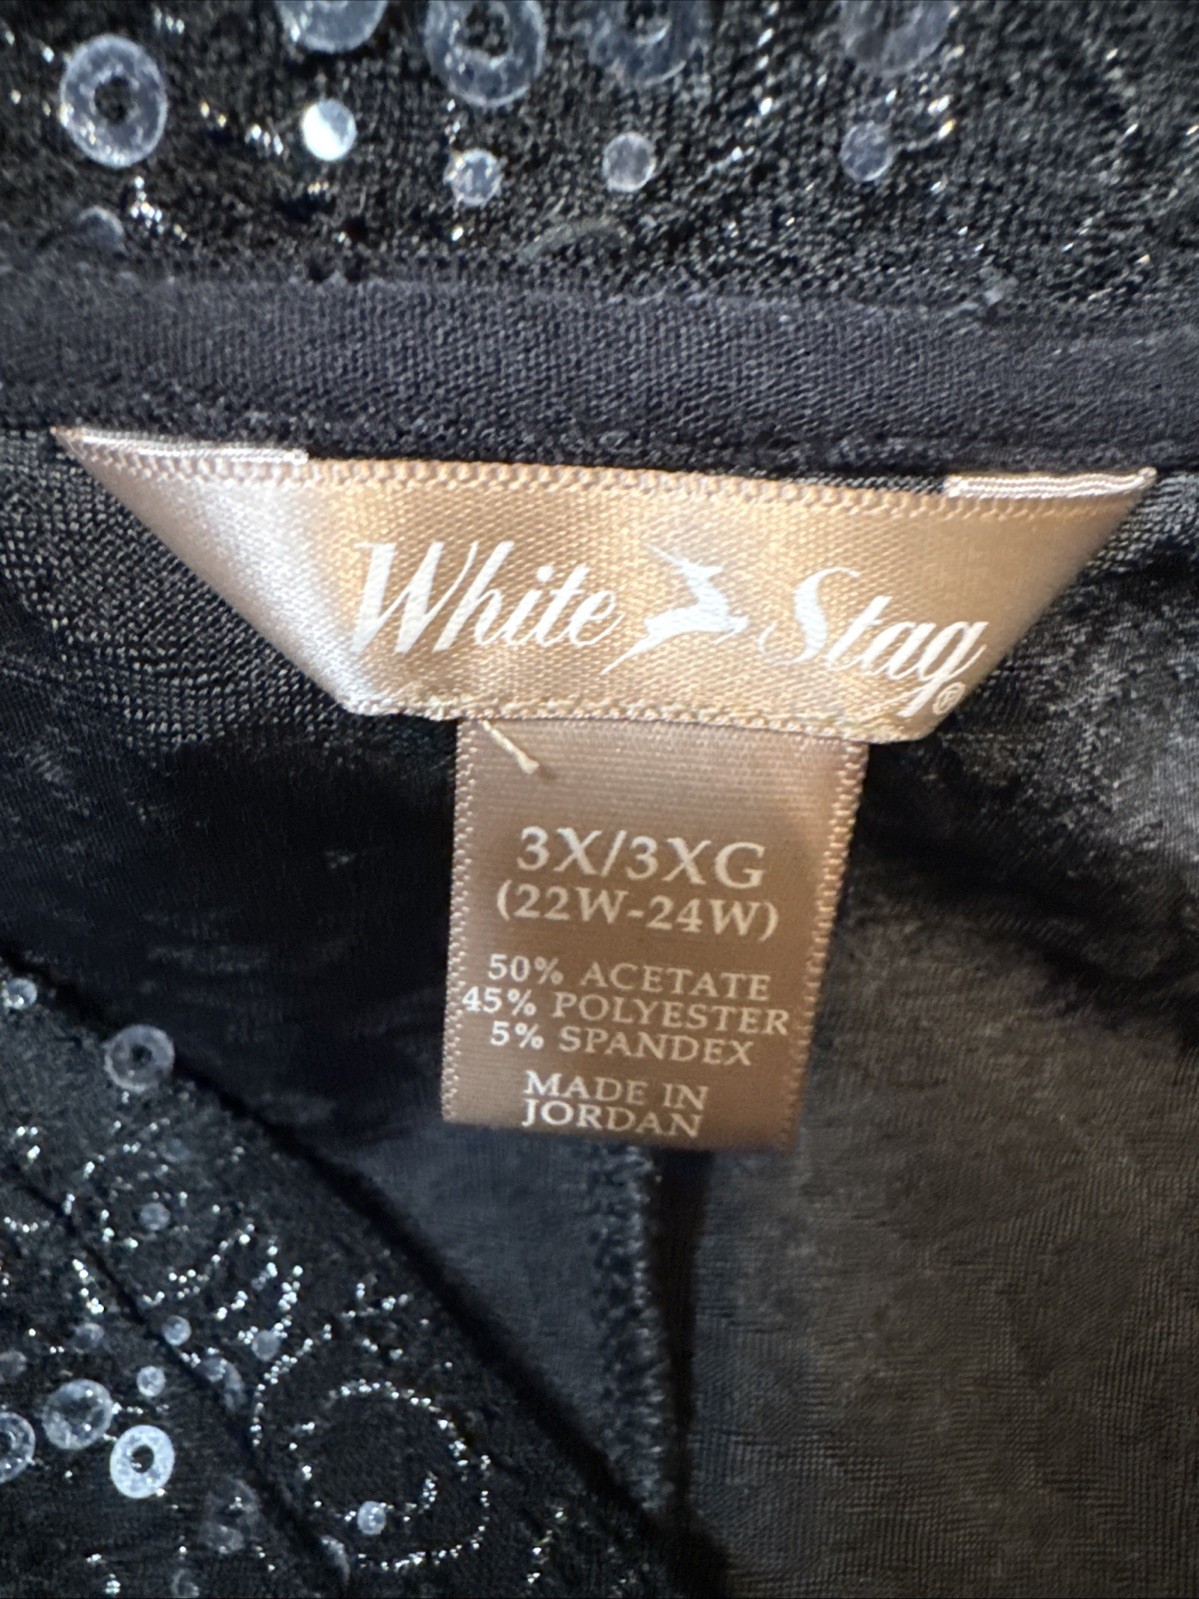 White Stag®
3X/3XG
(22W-24W)
50% ACETATE
45% POLYESTER
5% SPANDEX
MADE IN
JORDAN